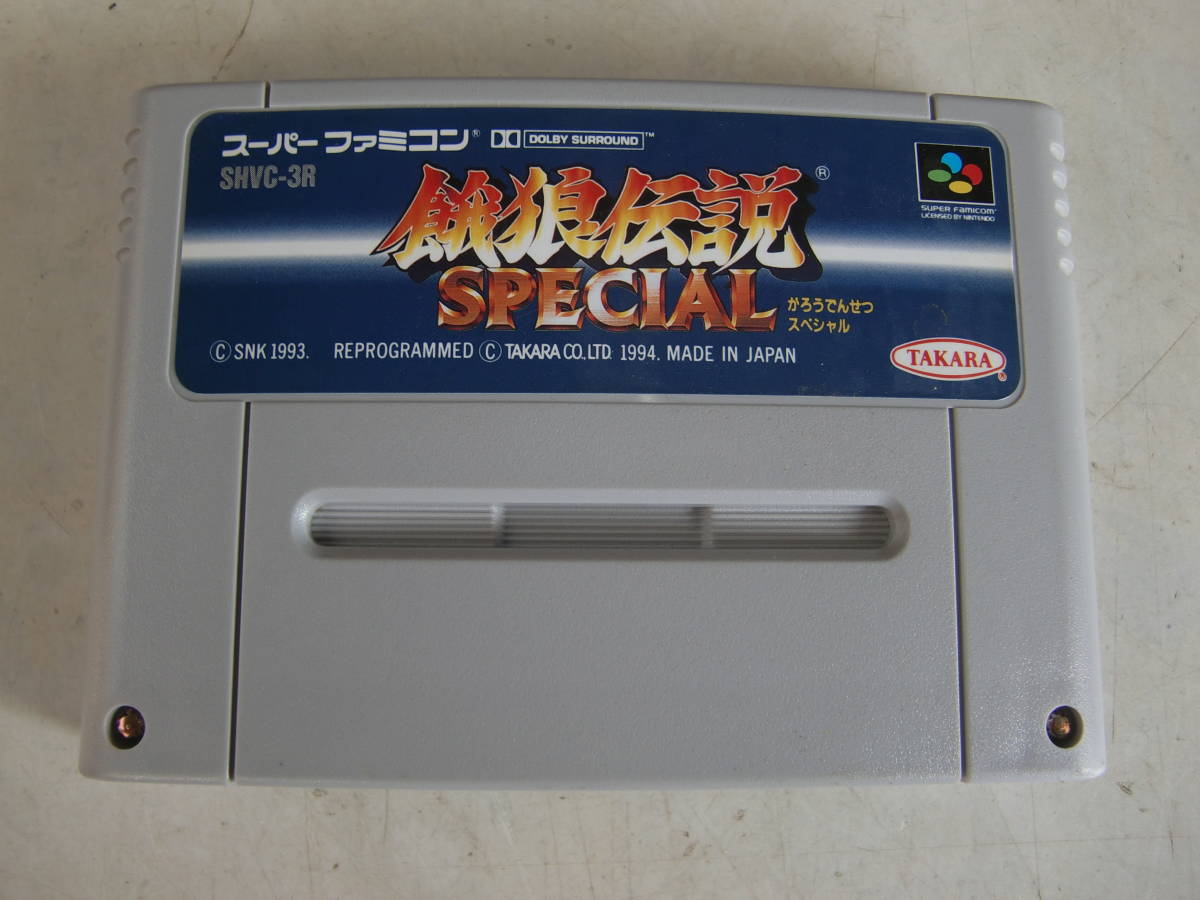 スーパーファミコン® DOLBY SURROUND™
SHVC-3R
餓狼伝説®
SPECIAL
がろうでんせつ
スペシャル
SUPER FAMICOM
LICENSED BY NINTENDO
© SNK 1993. REPROGRAMMED © TAKARA CO., LTD. 1994. MADE IN JAPAN
TAKARA®